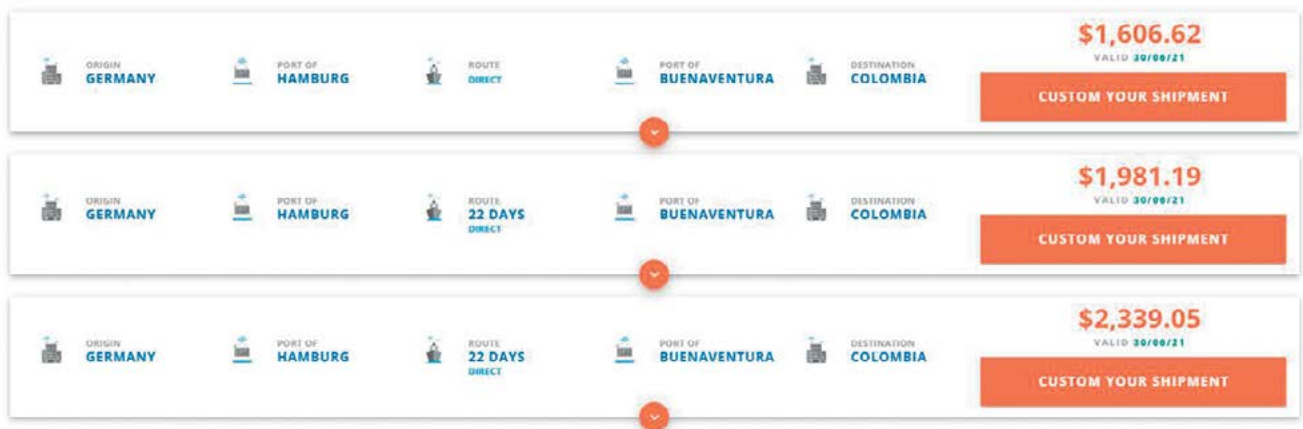 $1,606.62
VALID 30/06/21
ORIGIN
GERMANY
PORT OF
HAMBURG
ROUTE
DIRECT
PORT OF
BUENAVENTURA
DESTINATION
COLOMBIA
CUSTOM YOUR SHIPMENT
$1,981.19
VALID 30/06/21
ORIGIN
GERMANY
PORT OF
HAMBURG
ROUTE
22 DAYS
DIRECT
PORT OF
BUENAVENTURA
DESTINATION
COLOMBIA
CUSTOM YOUR SHIPMENT
$2,339.05
VALID 30/06/21
ORIGIN
GERMANY
PORT OF
HAMBURG
ROUTE
22 DAYS
DIRECT
PORT OF
BUENAVENTURA
DESTINATION
COLOMBIA
CUSTOM YOUR SHIPMENT